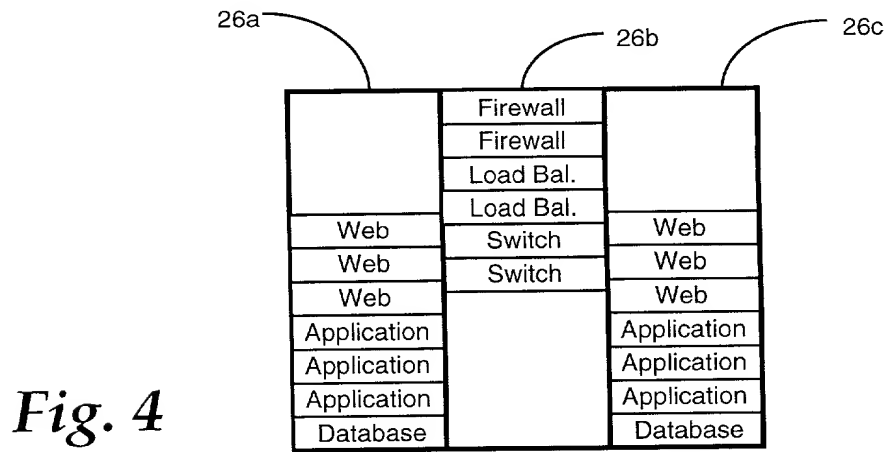 26a
26b
26c
Firewall
Firewall
Load Bal.
Load Bal.
Web
Switch
Web
Web
Switch
Web
Web
Web
Application
Application
Application
Application
Application
Application
Database
Database
Fig. 4